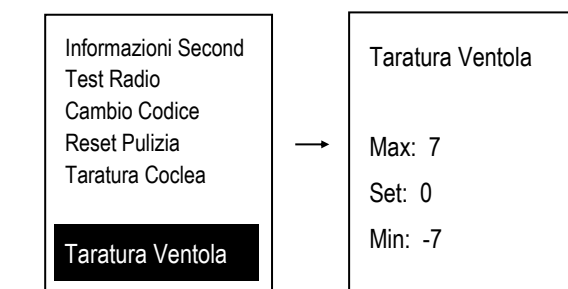 Informazioni Second
Test Radio
Cambio Codice
Reset Pulizia
Taratura Coclea
Taratura Ventola
Taratura Ventola
Max: 7
Set: 0
Min: -7